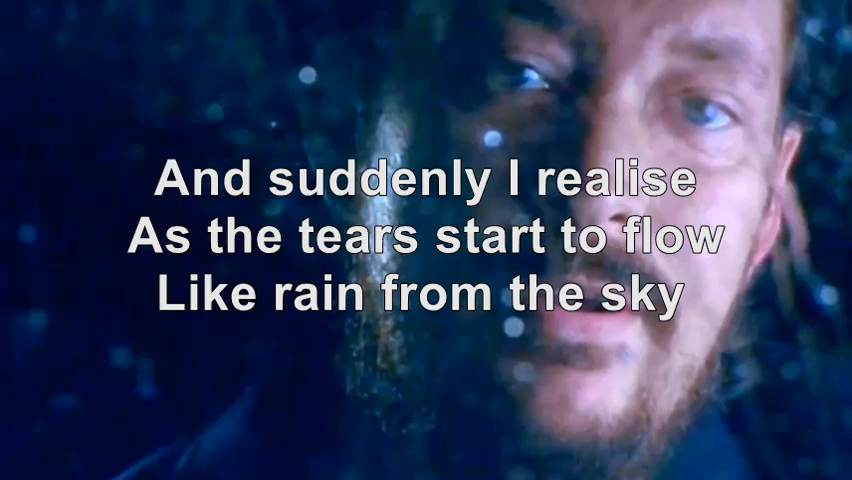 And suddenly I realise
As the tears start to flow
Like rain from the sky